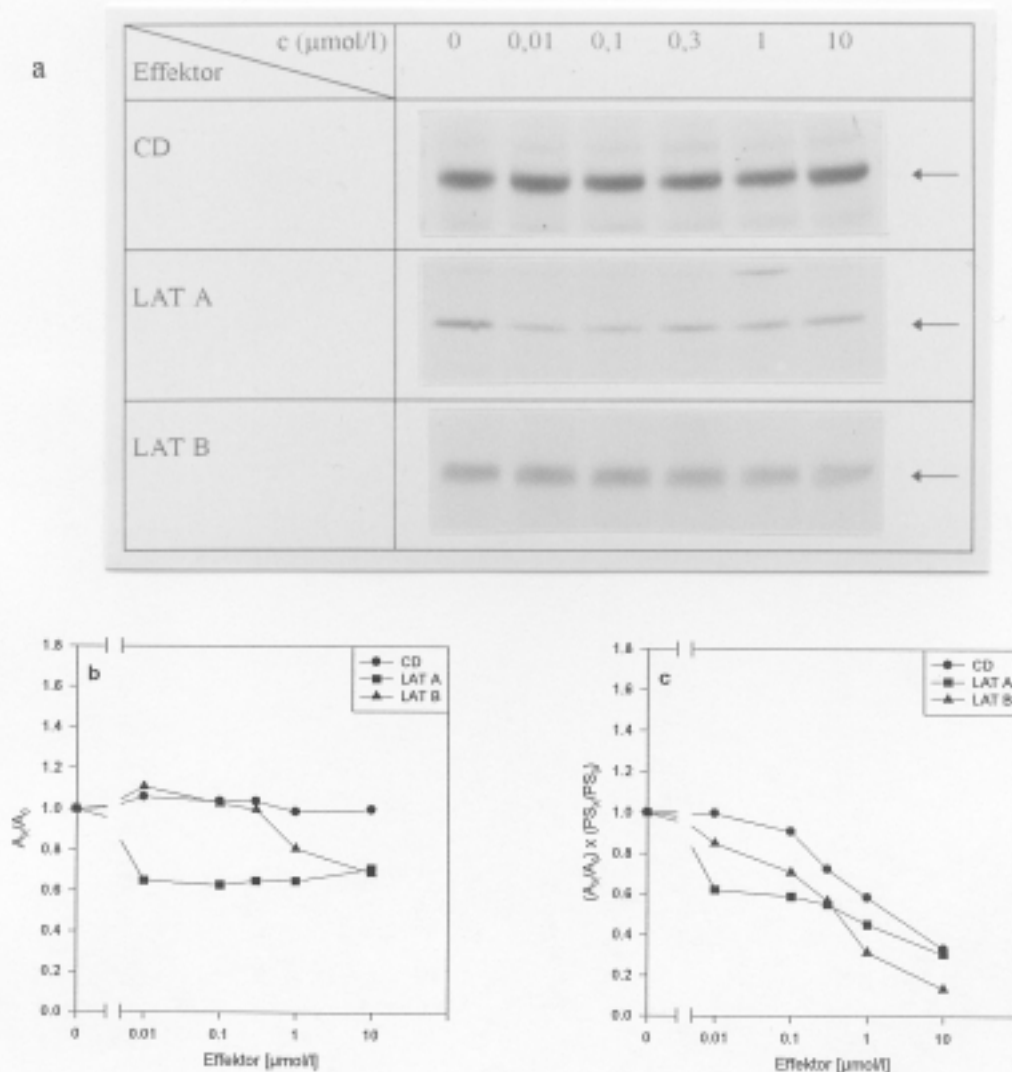 a
c (μmol/l) 0 0,01 0,1 0,3 1 10
Effektor
CD
LAT A
LAT B
b
CD
LAT A
LAT B
1.8
1.6
1.4
1.2
1.0
0.8
0.6
0.4
0.2
0.0
0 0.01 0.1 1 10
Effektor [μmol/l]
c
CD
LAT A
LAT B
1.8
1.6
1.4
1.2
1.0
0.8
0.6
0.4
0.2
0.0
0 0.01 0.1 1 10
Effektor [μmol/l]